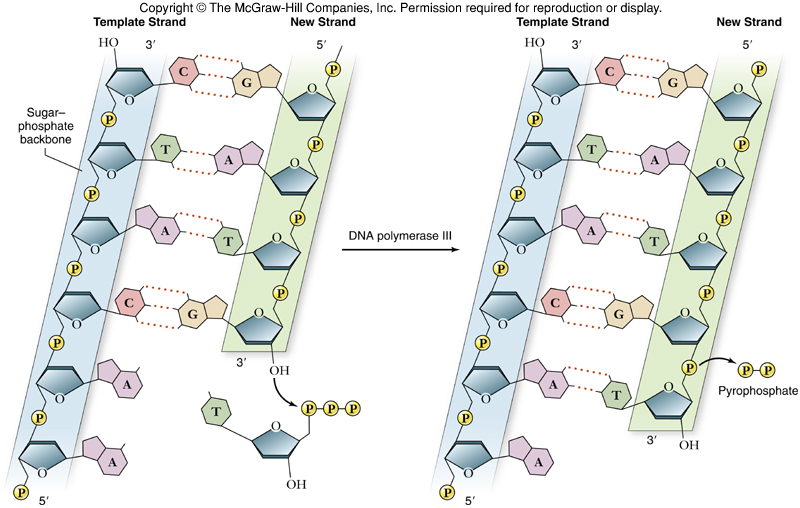 Copyright © The McGraw-Hill Companies, Inc. Permission required for reproduction or display.
Template Strand
New Strand
HO
3′
5′
C
G
P
O
O
Sugar–
phosphate
backbone
P
P
T
A
O
O
P
P
A
T
O
O
P
P
C
G
O
O
P
3′
OH
A
O
T
P
P
P
P
O
A
O
OH
P
5′
DNA polymerase III
Template Strand
New Strand
HO
3′
5′
C
G
P
O
O
P
P
T
A
O
O
P
P
A
T
O
O
P
P
C
G
O
O
P
P
P
P
Pyrophosphate
A
T
O
O
P
3′
OH
A
O
P
5′